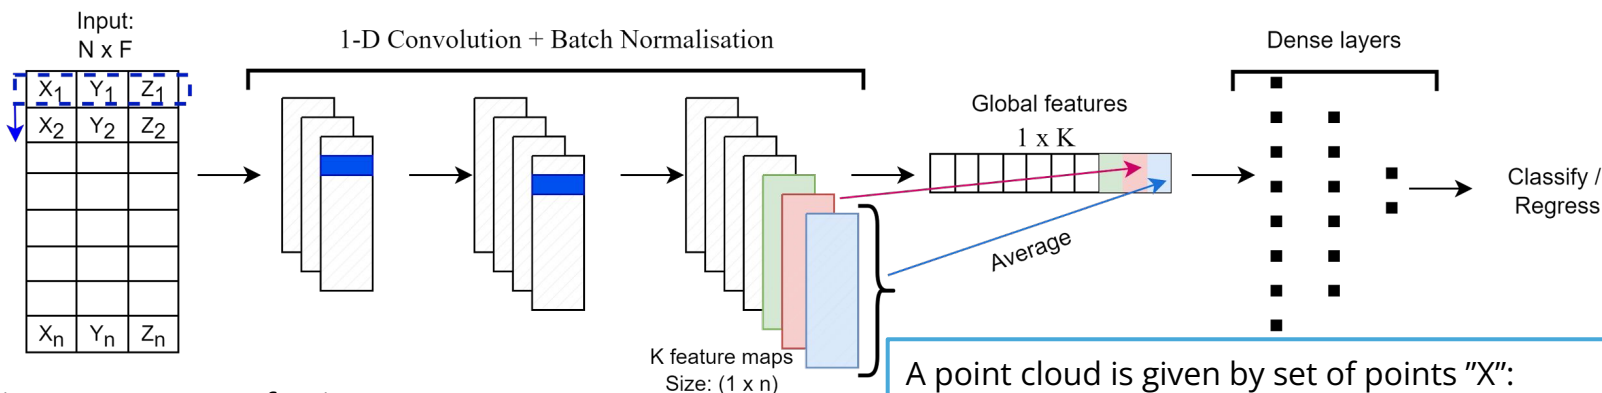 Input:
N x F
1-D Convolution + Batch Normalisation
Dense layers
X1 Y1 Z1
X2 Y2 Z2
Xn Yn Zn
Global features
1 x K
Average
Classify /
Regress
K feature maps
Size: (1 x n)
A point cloud is given by set of points ”X”: